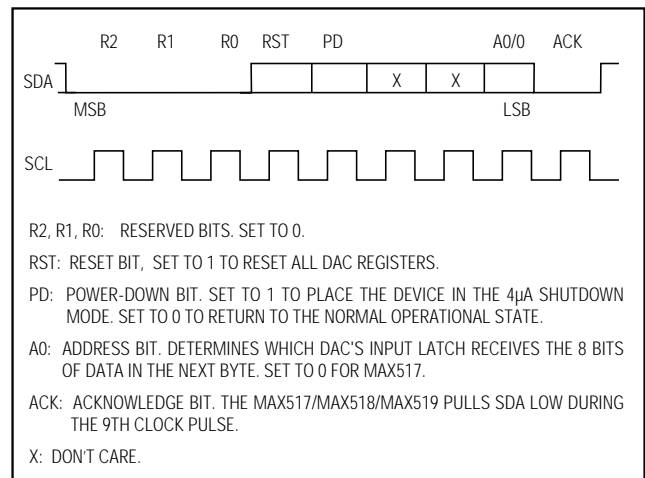 R2 R1 R0 RST PD A0/0 ACK
SDA X X
MSB LSB
SCL
R2, R1, R0: RESERVED BITS. SET TO 0.
RST: RESET BIT, SET TO 1 TO RESET ALL DAC REGISTERS.
PD: POWER-DOWN BIT. SET TO 1 TO PLACE THE DEVICE IN THE 4µA SHUTDOWN
MODE. SET TO 0 TO RETURN TO THE NORMAL OPERATIONAL STATE.
A0: ADDRESS BIT. DETERMINES WHICH DAC'S INPUT LATCH RECEIVES THE 8 BITS
OF DATA IN THE NEXT BYTE. SET TO 0 FOR MAX517.
ACK: ACKNOWLEDGE BIT. THE MAX517/MAX518/MAX519 PULLS SDA LOW DURING
THE 9TH CLOCK PULSE.
X: DON'T CARE.